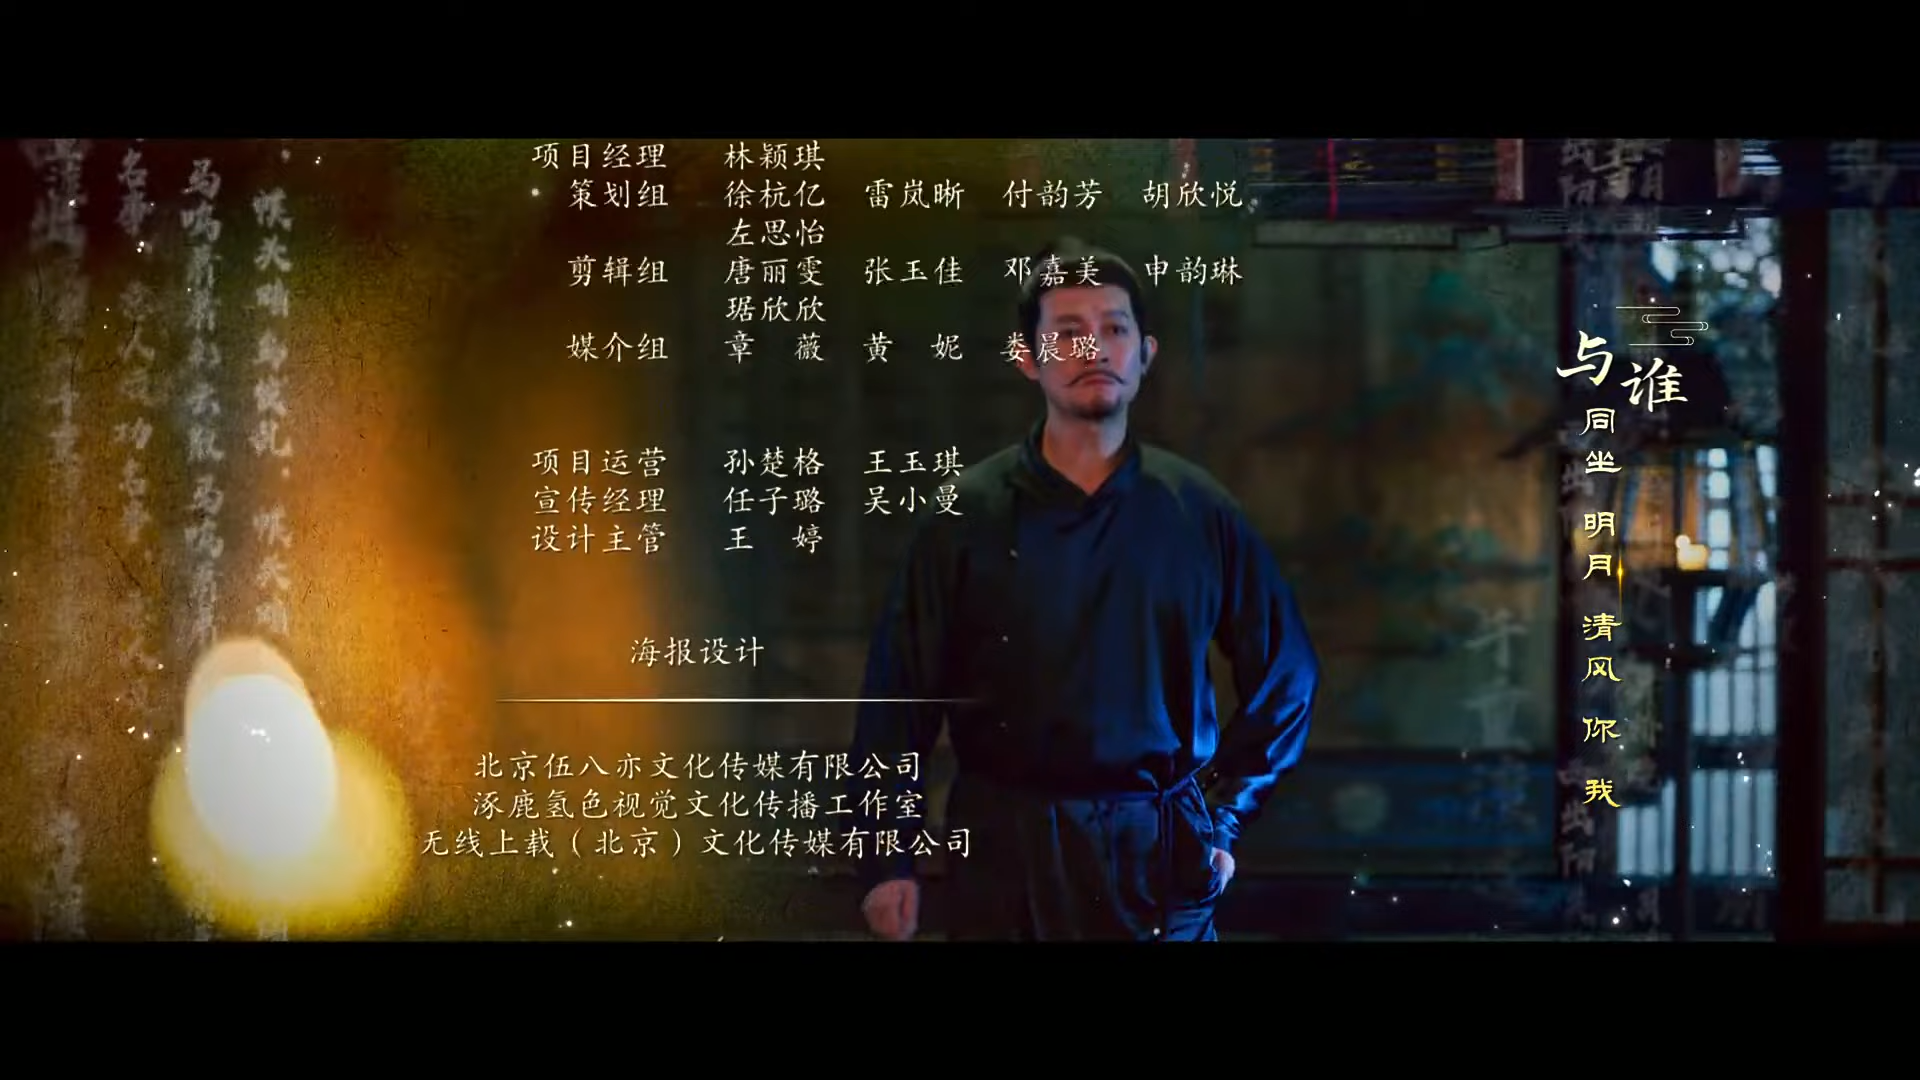 项目经理 林颖琪
策划组 徐杭亿 雷岚晰 付韵芳 胡欣悦
左思怡
剪辑组 唐丽雯 张玉佳 邓嘉美 申韵琳
琚欣欣
媒介组 章薇 黄妮 娄晨璐
项目运营 孙楚格 王玉琪
宣传经理 任子璐 吴小曼
设计主管 王婷
海报设计
北京伍八亦文化传媒有限公司
涿鹿氢色视觉文化传播工作室
无线上载（北京）文化传媒有限公司
与谁
同坐 明月 清风 你 我